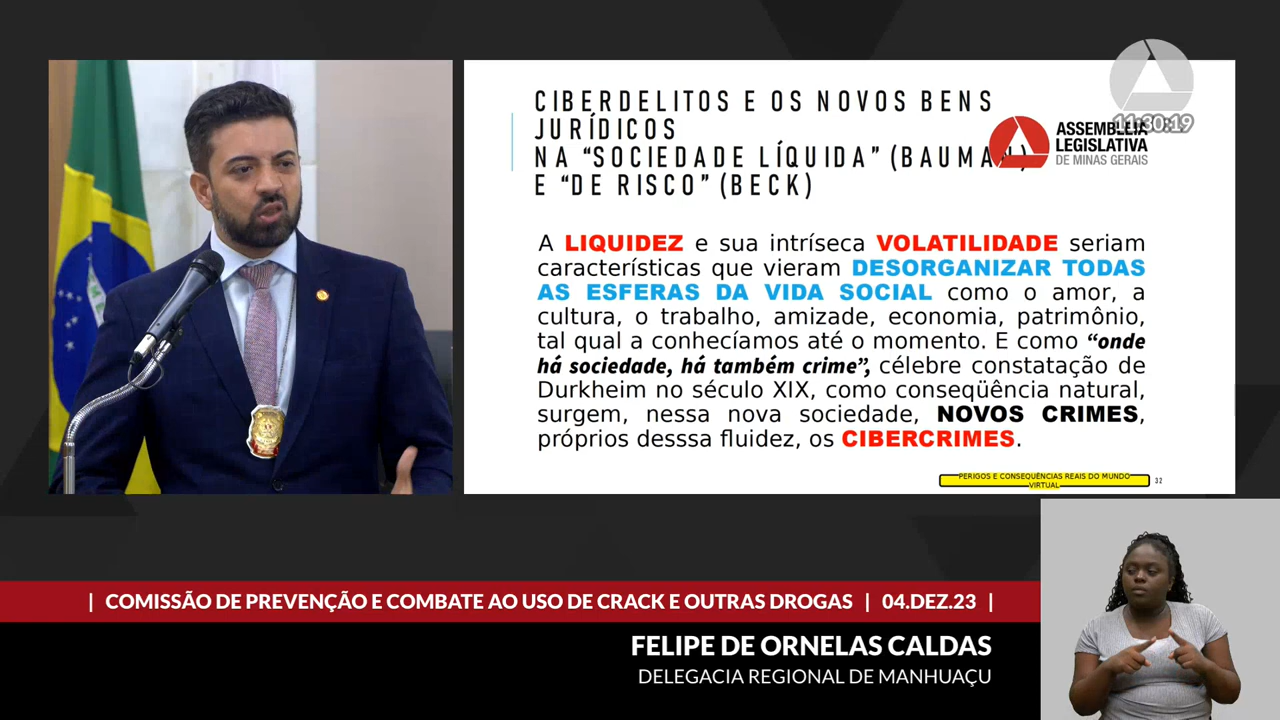 CIBERDELITOS E OS NOVOS BENS
JURÍDICOS
NA “SOCIEDADE LÍQUIDA” (BAUMAN)
E “DE RISCO” (BECK)
11:30:19
ASSEMBLEIA
LEGISLATIVA
DE MINAS GERAIS
A LIQUIDEZ e sua intríseca VOLATILIDADE seriam
características que vieram DESORGANIZAR TODAS
AS ESFERAS DA VIDA SOCIAL como o amor, a
cultura, o trabalho, amizade, economia, patrimônio,
tal qual a conhecíamos até o momento. E como “onde
há sociedade, há também crime”, célebre constatação de
Durkheim no século XIX, como conseqüência natural,
surgem, nessa nova sociedade, NOVOS CRIMES,
próprios desssa fluidez, os CIBERCRIMES.
PERIGOS E CONSEQUÊNCIAS REAIS DO MUNDO
VIRTUAL
32
| COMISSÃO DE PREVENÇÃO E COMBATE AO USO DE CRACK E OUTRAS DROGAS | 04.DEZ.23 |
FELIPE DE ORNELAS CALDAS
DELEGACIA REGIONAL DE MANHUAÇU